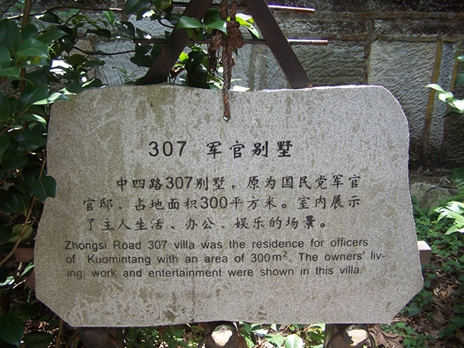 307 军官别墅
中四路307别墅，原为国民党军官
官邸，占地面积300平方米。室内展示
了主人生活、办公、娱乐的场景。
Zhongsi Road 307 villa was the residence for officers
of Kuomintang with an area of 300m². The owners' liv-
ing, work and entertainment were shown in this villa.